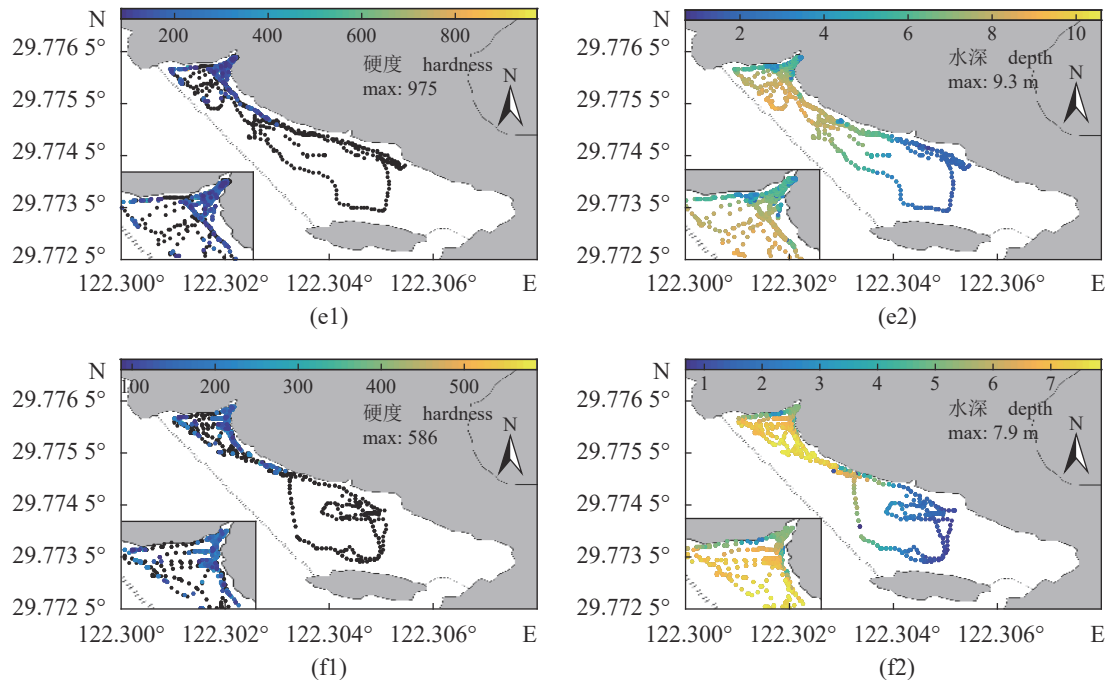 N
200 400 600 800
硬度 hardness
max: 975
N
29.776 5°
29.775 5°
29.774 5°
29.773 5°
29.772 5°
122.300° 122.302° 122.304° 122.306° E
(e1)
N
2 4 6 8 10
水深 depth
max: 9.3 m
N
29.776 5°
29.775 5°
29.774 5°
29.773 5°
29.772 5°
122.300° 122.302° 122.304° 122.306° E
(e2)
N
100 200 300 400 500
硬度 hardness
max: 586
N
29.776 5°
29.775 5°
29.774 5°
29.773 5°
29.772 5°
122.300° 122.302° 122.304° 122.306° E
(f1)
N
1 2 3 4 5 6 7
水深 depth
max: 7.9 m
N
29.776 5°
29.775 5°
29.774 5°
29.773 5°
29.772 5°
122.300° 122.302° 122.304° 122.306° E
(f2)